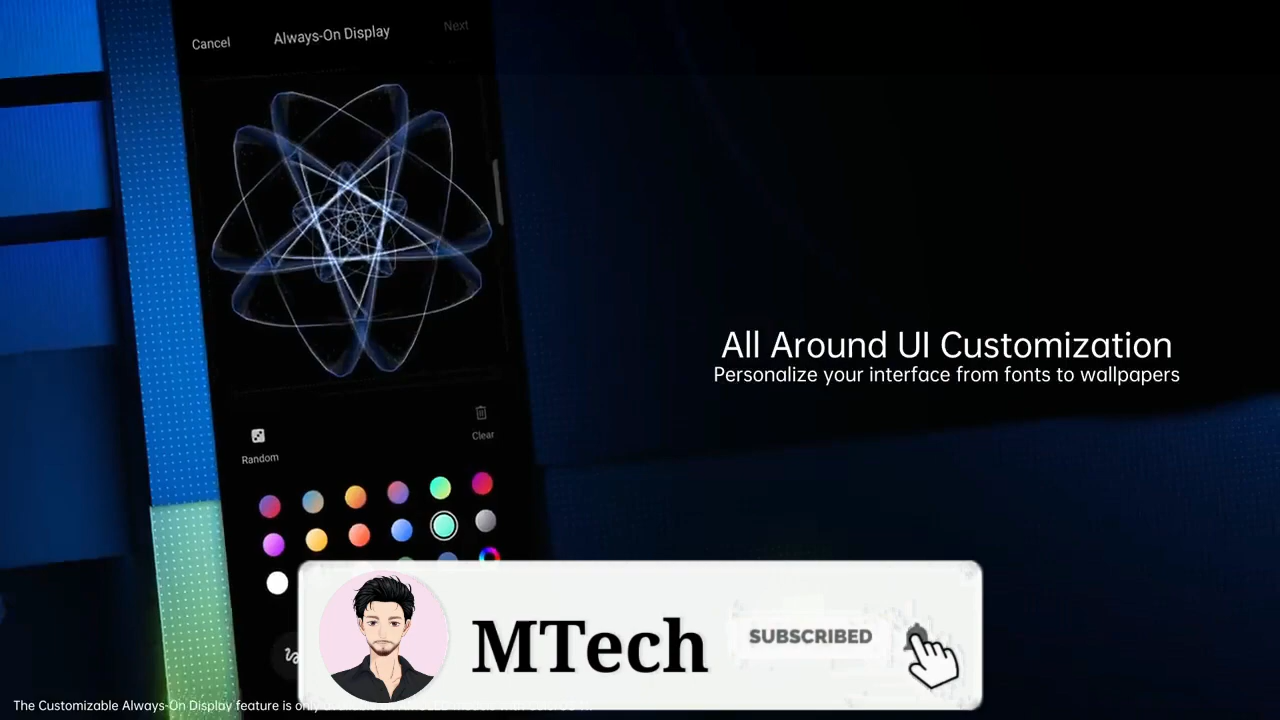 Cancel
Always-On Display
Next
All Around UI Customization
Personalize your interface from fonts to wallpapers
Random
Clear
MTech
SUBSCRIBED
The Customizable Always-On Display feature is only